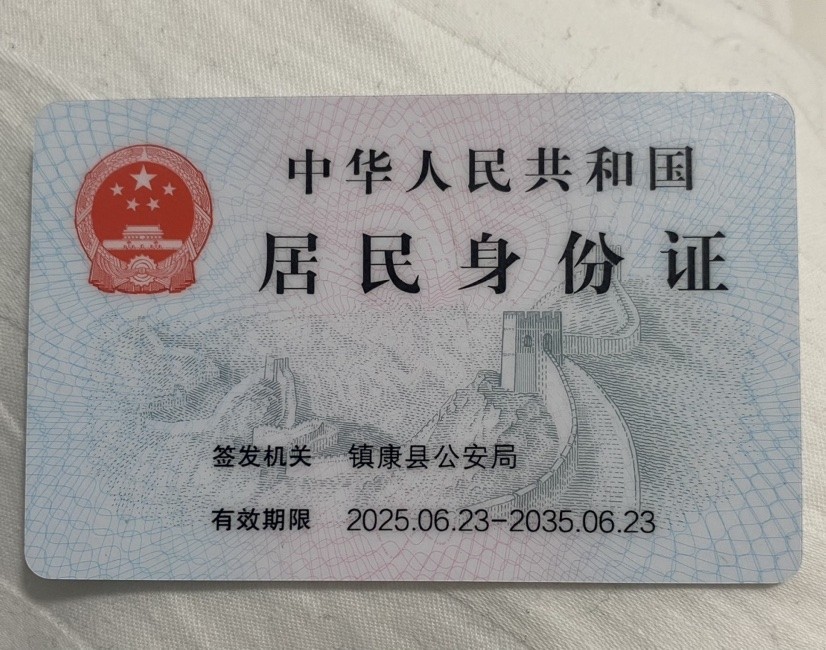 中华人民共和国
居民身份证
签发机关 镇康县公安局
有效期限 2025.06.23-2035.06.23